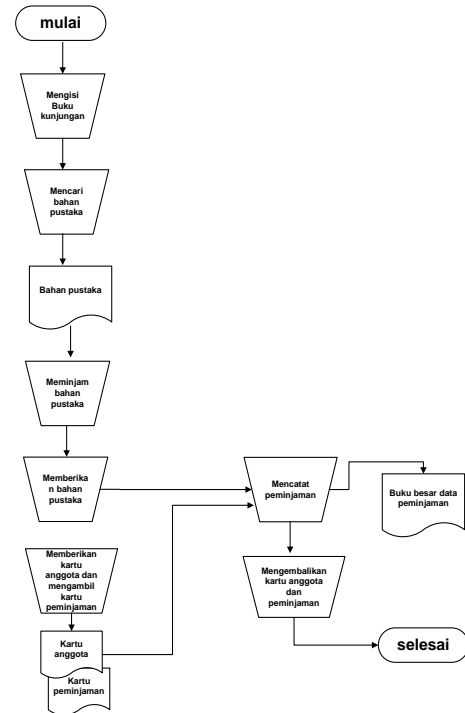 mulai
Mengisi
Buku
kunjungan
Mencari
bahan
pustaka
Bahan pustaka
Meminjam
bahan
pustaka
Memberika
n bahan
pustaka
Mencatat
peminjaman
Buku besar data
peminjaman
Memberikan
kartu
anggota dan
mengambil
kartu
peminjaman
Mengembalikan
kartu anggota
dan
peminjaman
Kartu
anggota
Kartu
peminjaman
selesai